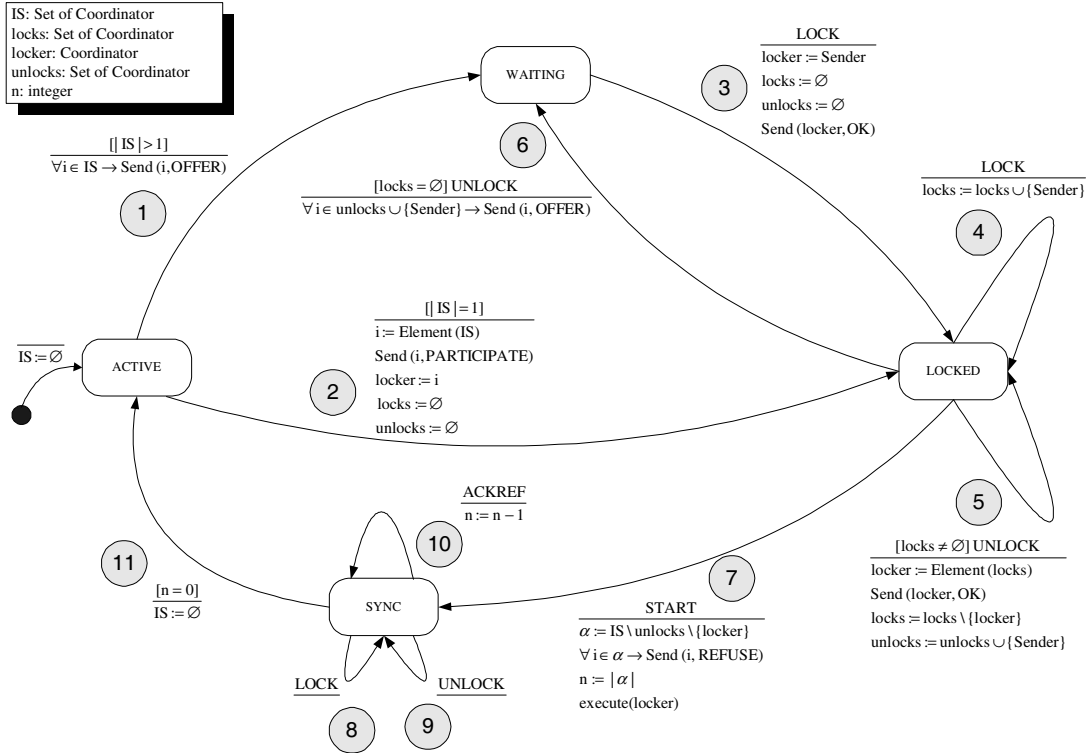 IS: Set of Coordinator
locks: Set of Coordinator
locker: Coordinator
unlocks: Set of Coordinator
n: integer
WAITING
LOCK
locker := Sender
locks := ∅
unlocks := ∅
Send (locker, OK)
3
[| IS | > 1]
∀i ∈ IS → Send (i, OFFER)
1
6
[locks = ∅] UNLOCK
∀ i ∈ unlocks ∪ {Sender} → Send (i, OFFER)
LOCK
locks := locks ∪ {Sender}
4
[| IS | = 1]
i := Element (IS)
Send (i, PARTICIPATE)
locker := i
locks := ∅
unlocks := ∅
2
IS := ∅
ACTIVE
LOCKED
5
[locks ≠ ∅] UNLOCK
locker := Element (locks)
Send (locker, OK)
locks := locks \ {locker}
unlocks := unlocks ∪ {Sender}
ACKREF
n := n − 1
10
11
[n = 0]
IS := ∅
7
SYNC
START
α := IS \ unlocks \ {locker}
∀ i ∈ α → Send (i, REFUSE)
n := | α |
execute(locker)
LOCK
UNLOCK
8
9